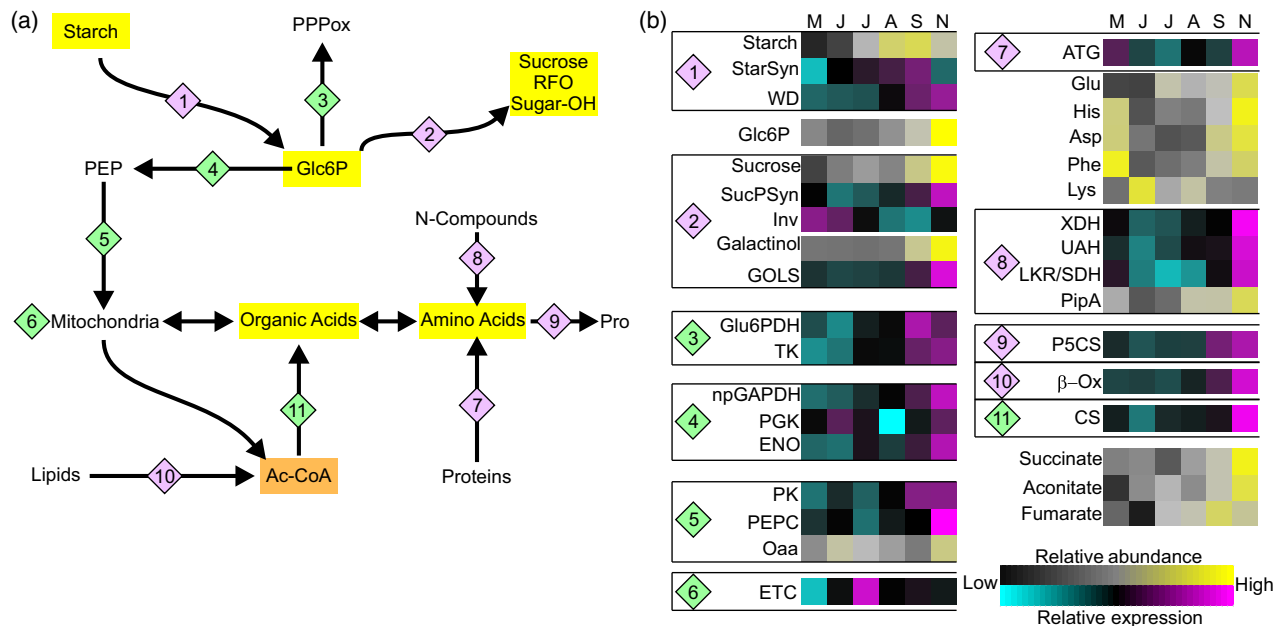 (a)
Starch
PPPox
Sucrose
RFO
Sugar-OH
1
3
2
PEP
4
Glc6P
5
N-Compounds
8
6
Mitochondria
Organic Acids
Amino Acids
9
Pro
11
7
Lipids
10
Ac-CoA
Proteins
(b)
M J J A S N
1
Starch
StarSyn
WD
Glc6P
2
Sucrose
SucPSyn
Inv
Galactinol
GOLS
3
Glu6PDH
TK
4
npGAPDH
PGK
ENO
5
PK
PEPC
Oaa
6
ETC
M J J A S N
7
ATG
Glu
His
Asp
Phe
Lys
8
XDH
UAH
LKR/SDH
PipA
9
P5CS
10
β–Ox
11
CS
Succinate
Aconitate
Fumarate
Relative abundance
Low
High
Relative expression